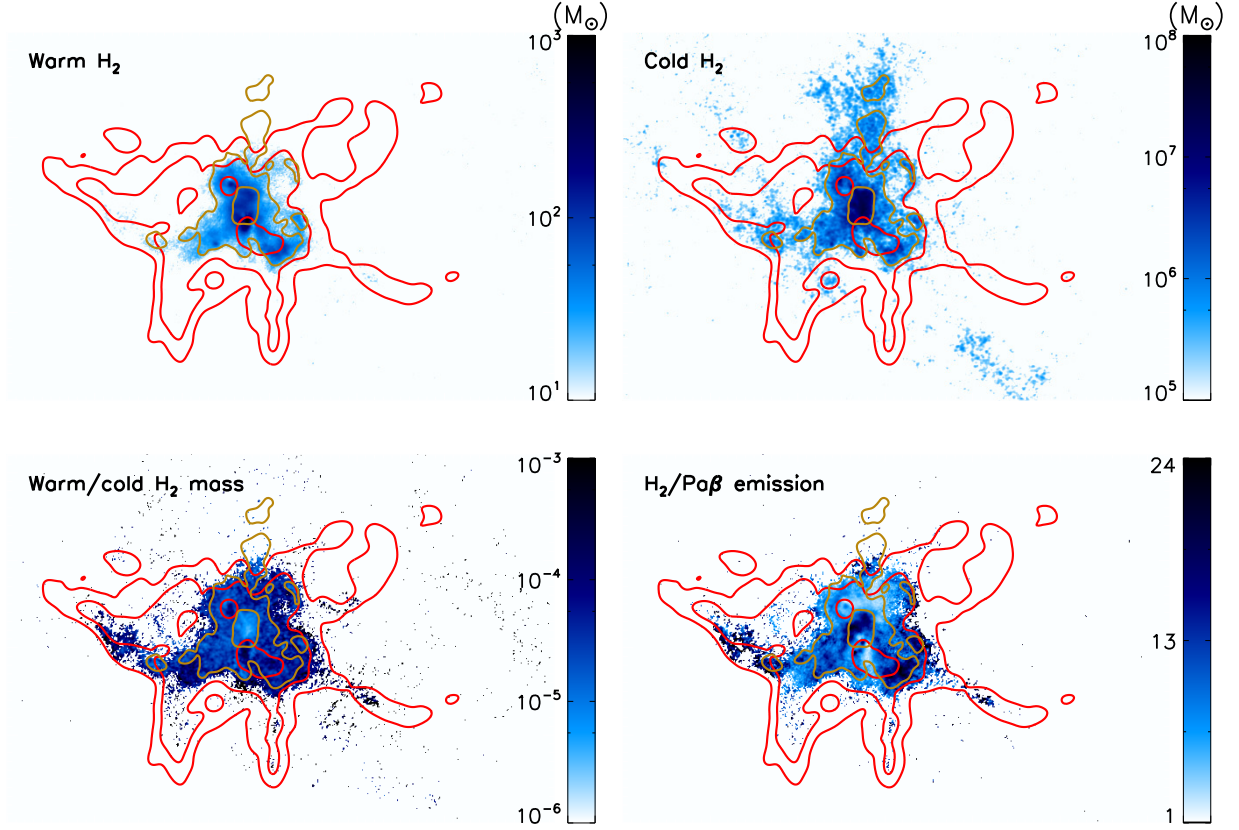 (M⊙) (M⊙)
Warm H₂ 10³ Cold H₂ 10⁸
10⁷
10²
10⁶
10¹ 10⁵
Warm/cold H₂ mass 10⁻³ H₂/Paβ emission 24
10⁻⁴
13
10⁻⁵
10⁻⁶ 1